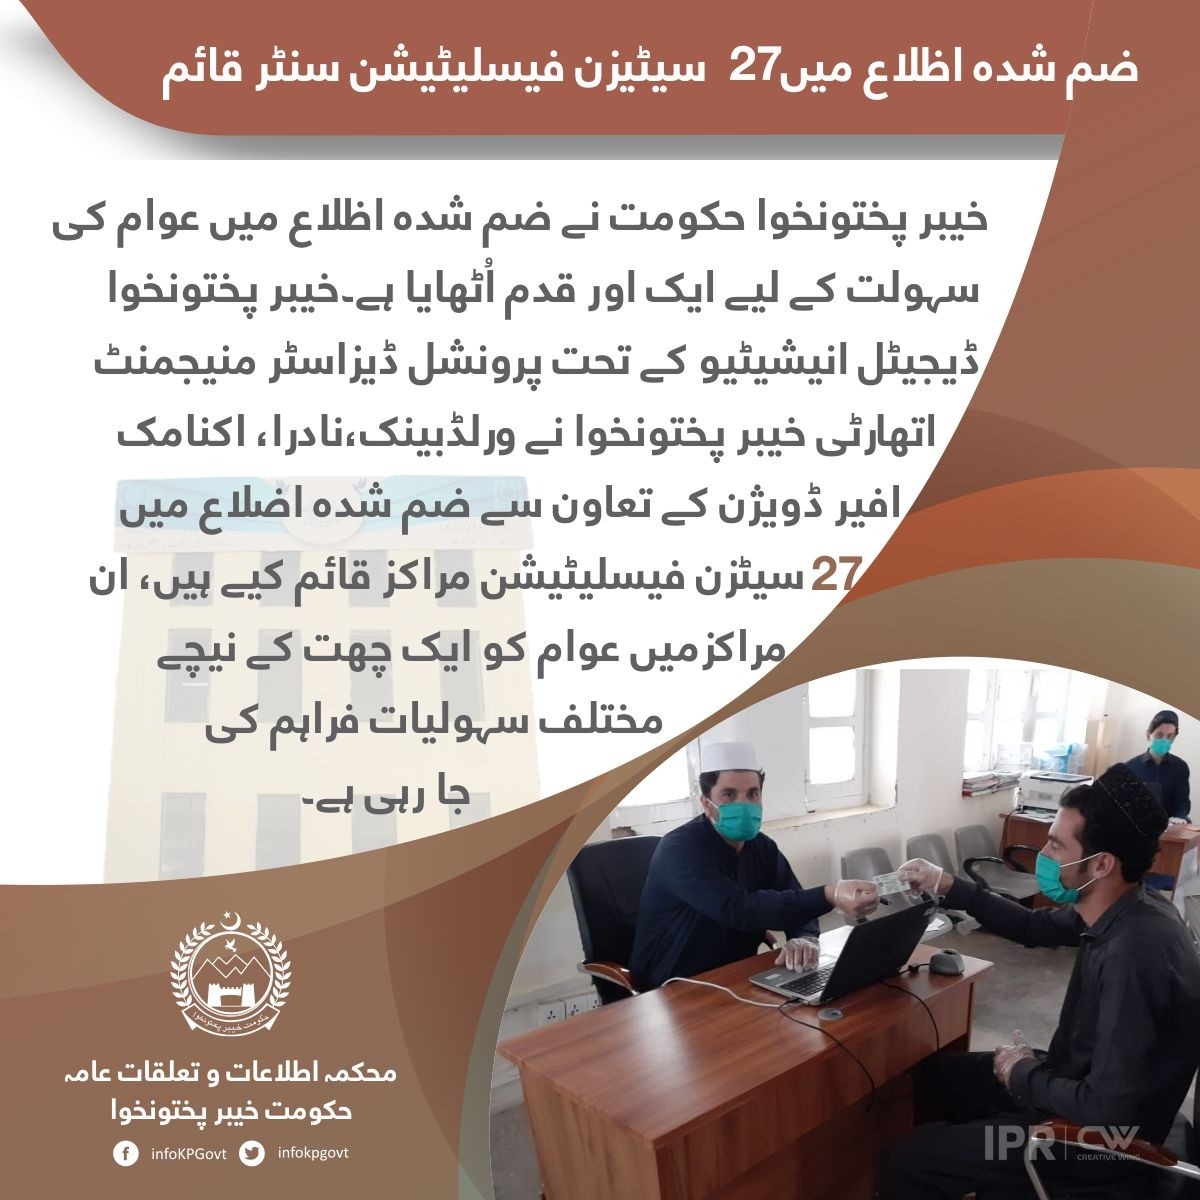 ضم شدہ اظلاع میں27 سیٹیزن فیسلیٹیشن سنٹر قائم
خیبر پختونخوا حکومت نے ضم شدہ اظلاع میں عوام کی
سہولت کے لیے ایک اور قدم اُٹھایا ہے۔خیبر پختونخوا
ڈیجیٹل انیشیٹیو کے تحت پرونشل ڈیزاسٹر منیجمنٹ
اتھارٹی خیبر پختونخوا نے ورلڈبینک،نادرا، اکنامک
افیر ڈویژن کے تعاون سے ضم شدہ اضلاع میں
27 سیٹزن فیسلیٹیشن مراکز قائم کیے ہیں، ان
مراکزمیں عوام کو ایک چھت کے نیچے
مختلف سہولیات فراہم کی
جا رہی ہے۔
حکومت خیبر پختونخوا
محکمہ اطلاعات و تعلقات عامہ
حکومت خیبر پختونخوا
infoKPGovt infokpgovt
IPR CW
CREATIVE WING